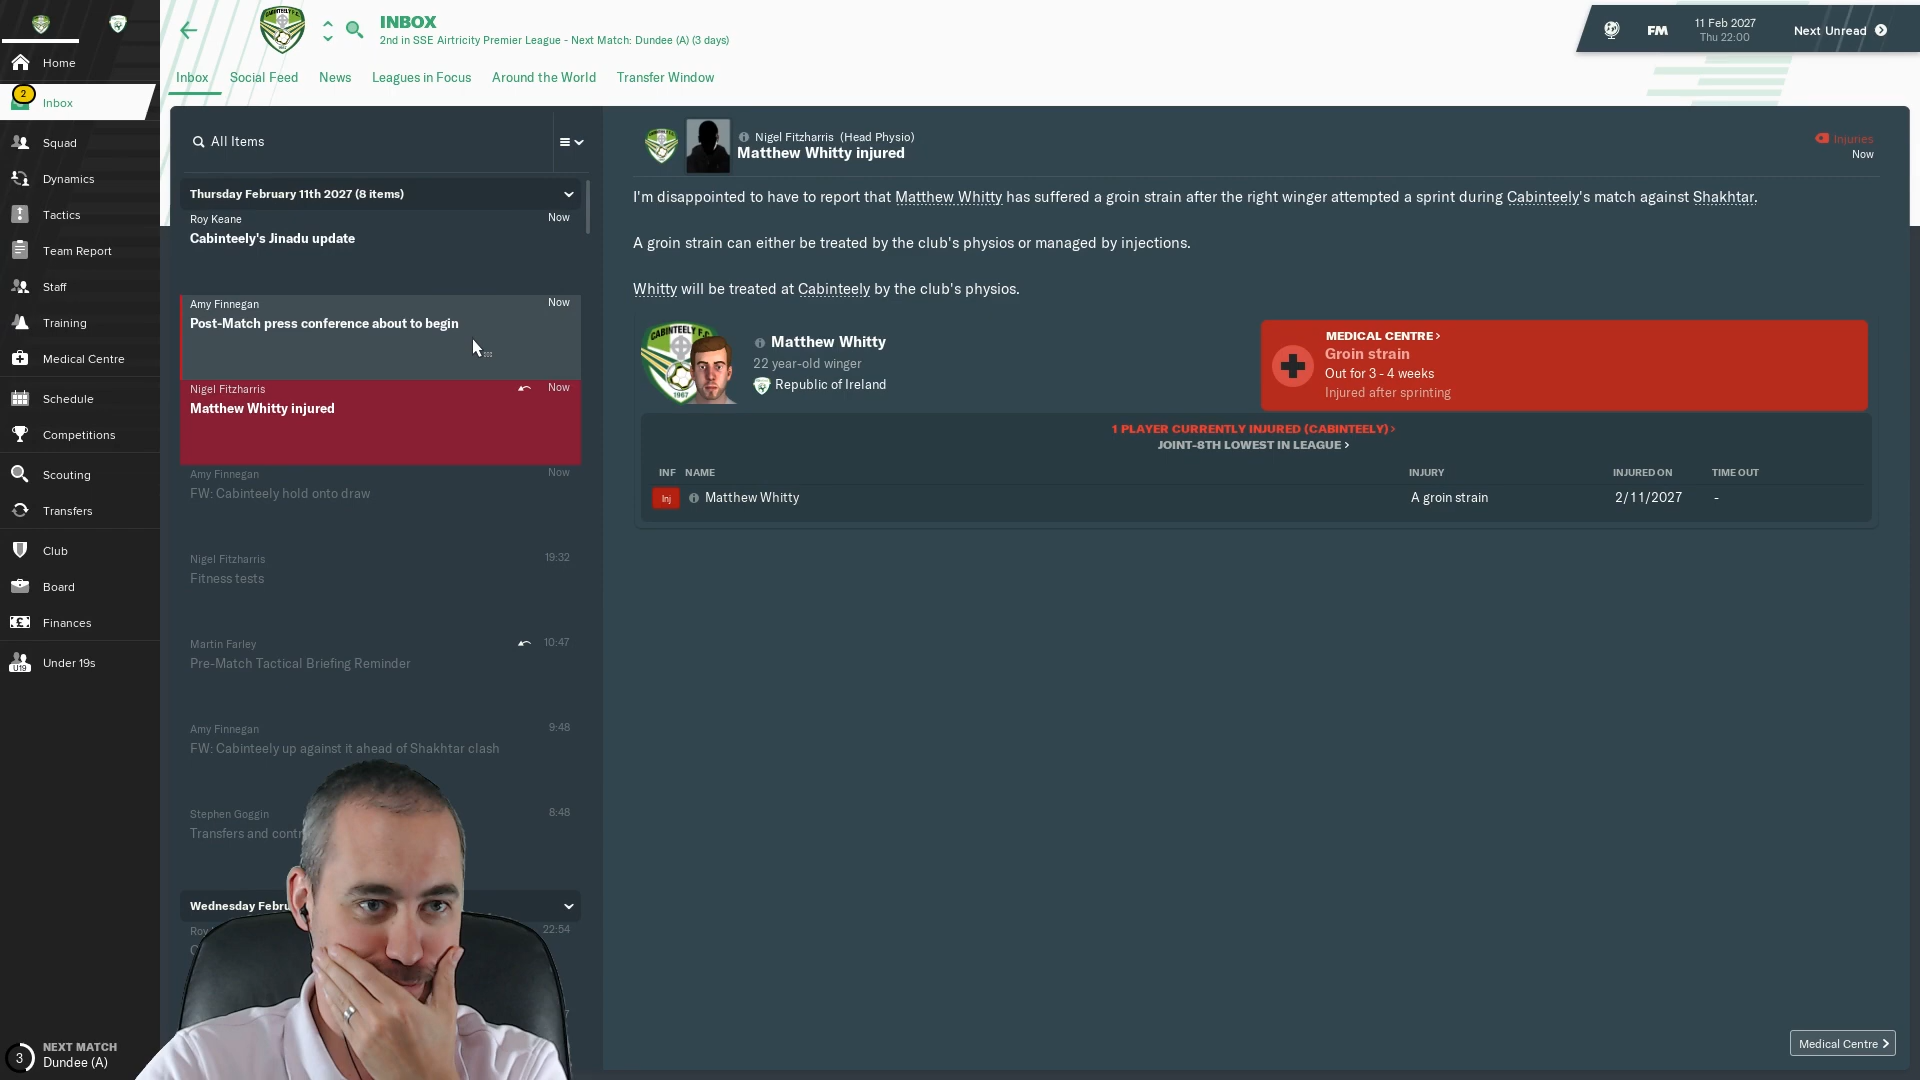 INBOX
2nd in SSE Airtricity Premier League - Next Match: Dundee (A) (3 days)
FM
11 Feb 2027
Thu 22:00
Next Unread
Inbox
Social Feed
News
Leagues in Focus
Around the World
Transfer Window
Home
2
Inbox
Squad
Dynamics
Tactics
Team Report
Staff
Training
Medical Centre
Schedule
Competitions
Scouting
Transfers
Club
Board
Finances
U19
Under 19s
3
NEXT MATCH
Dundee (A)
All Items
Thursday February 11th 2027 (8 items)
Roy Keane
Now
Cabinteely's Jinadu update
Amy Finnegan
Now
Post-Match press conference about to begin
Nigel Fitzharris
Now
Matthew Whitty injured
Amy Finnegan
Now
FW: Cabinteely hold onto draw
Nigel Fitzharris
19:32
Fitness tests
Martin Farley
10:47
Pre-Match Tactical Briefing Reminder
Amy Finnegan
9:48
FW: Cabinteely up against it ahead of Shakhtar clash
Stephen Goggin
8:48
Transfers and contr
Wednesday Febru
Roy
22:54
Nigel Fitzharris (Head Physio)
Matthew Whitty injured
Injuries
Now
I'm disappointed to have to report that Matthew Whitty has suffered a groin strain after the right winger attempted a sprint during Cabinteely's match against Shakhtar.
A groin strain can either be treated by the club's physios or managed by injections.
Whitty will be treated at Cabinteely by the club's physios.
CABINTEELY F.C.
1967
Matthew Whitty
22 year-old winger
Republic of Ireland
MEDICAL CENTRE >
Groin strain
Out for 3 - 4 weeks
Injured after sprinting
1 PLAYER CURRENTLY INJURED (CABINTEELY) >
JOINT-8TH LOWEST IN LEAGUE >
INF NAME INJURY INJURED ON TIME OUT
Inj Matthew Whitty A groin strain 2/11/2027 -
Medical Centre >